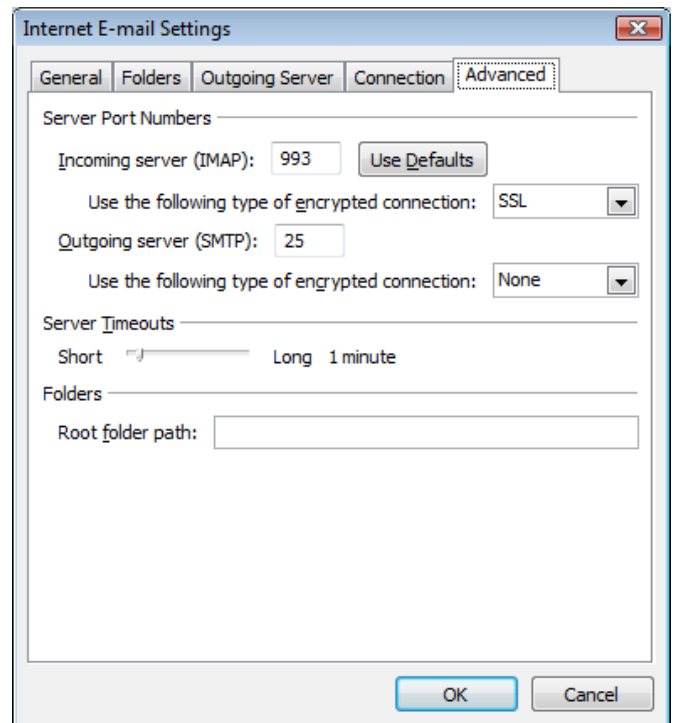 Internet E-mail Settings
General Folders Outgoing Server Connection Advanced
Server Port Numbers
Incoming server (IMAP): 993 Use Defaults
Use the following type of encrypted connection: SSL
Outgoing server (SMTP): 25
Use the following type of encrypted connection: None
Server Timeouts
Short Long 1 minute
Folders
Root folder path:
OK Cancel